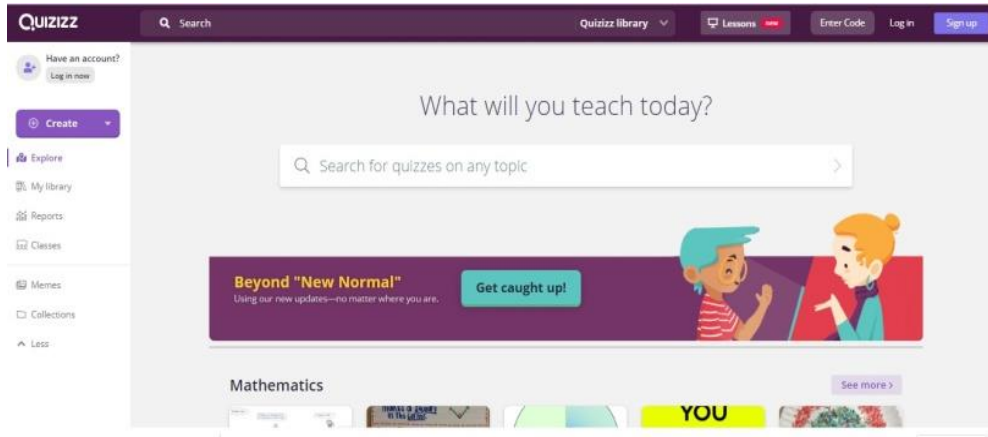 QUIZIZZ
Search
Quizizz library
Lessons new
Enter Code
Log in
Sign up
Have an account?
Log in now
Create
Explore
My library
Reports
Classes
Memes
Collections
Less
What will you teach today?
Search for quizzes on any topic
Beyond "New Normal"
Using our new updates—no matter where you are.
Get caught up!
Mathematics
See more >
YOU